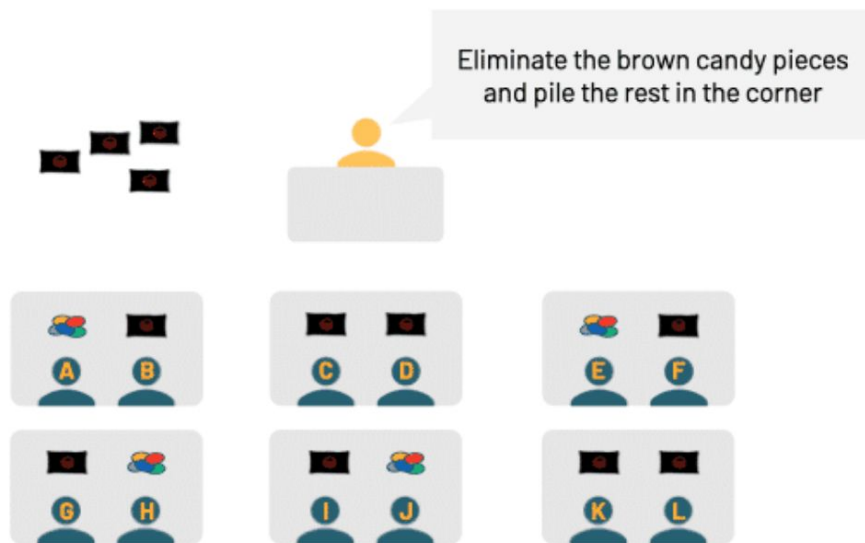 Eliminate the brown candy pieces
and pile the rest in the corner
A B C D E F
G H I J K L